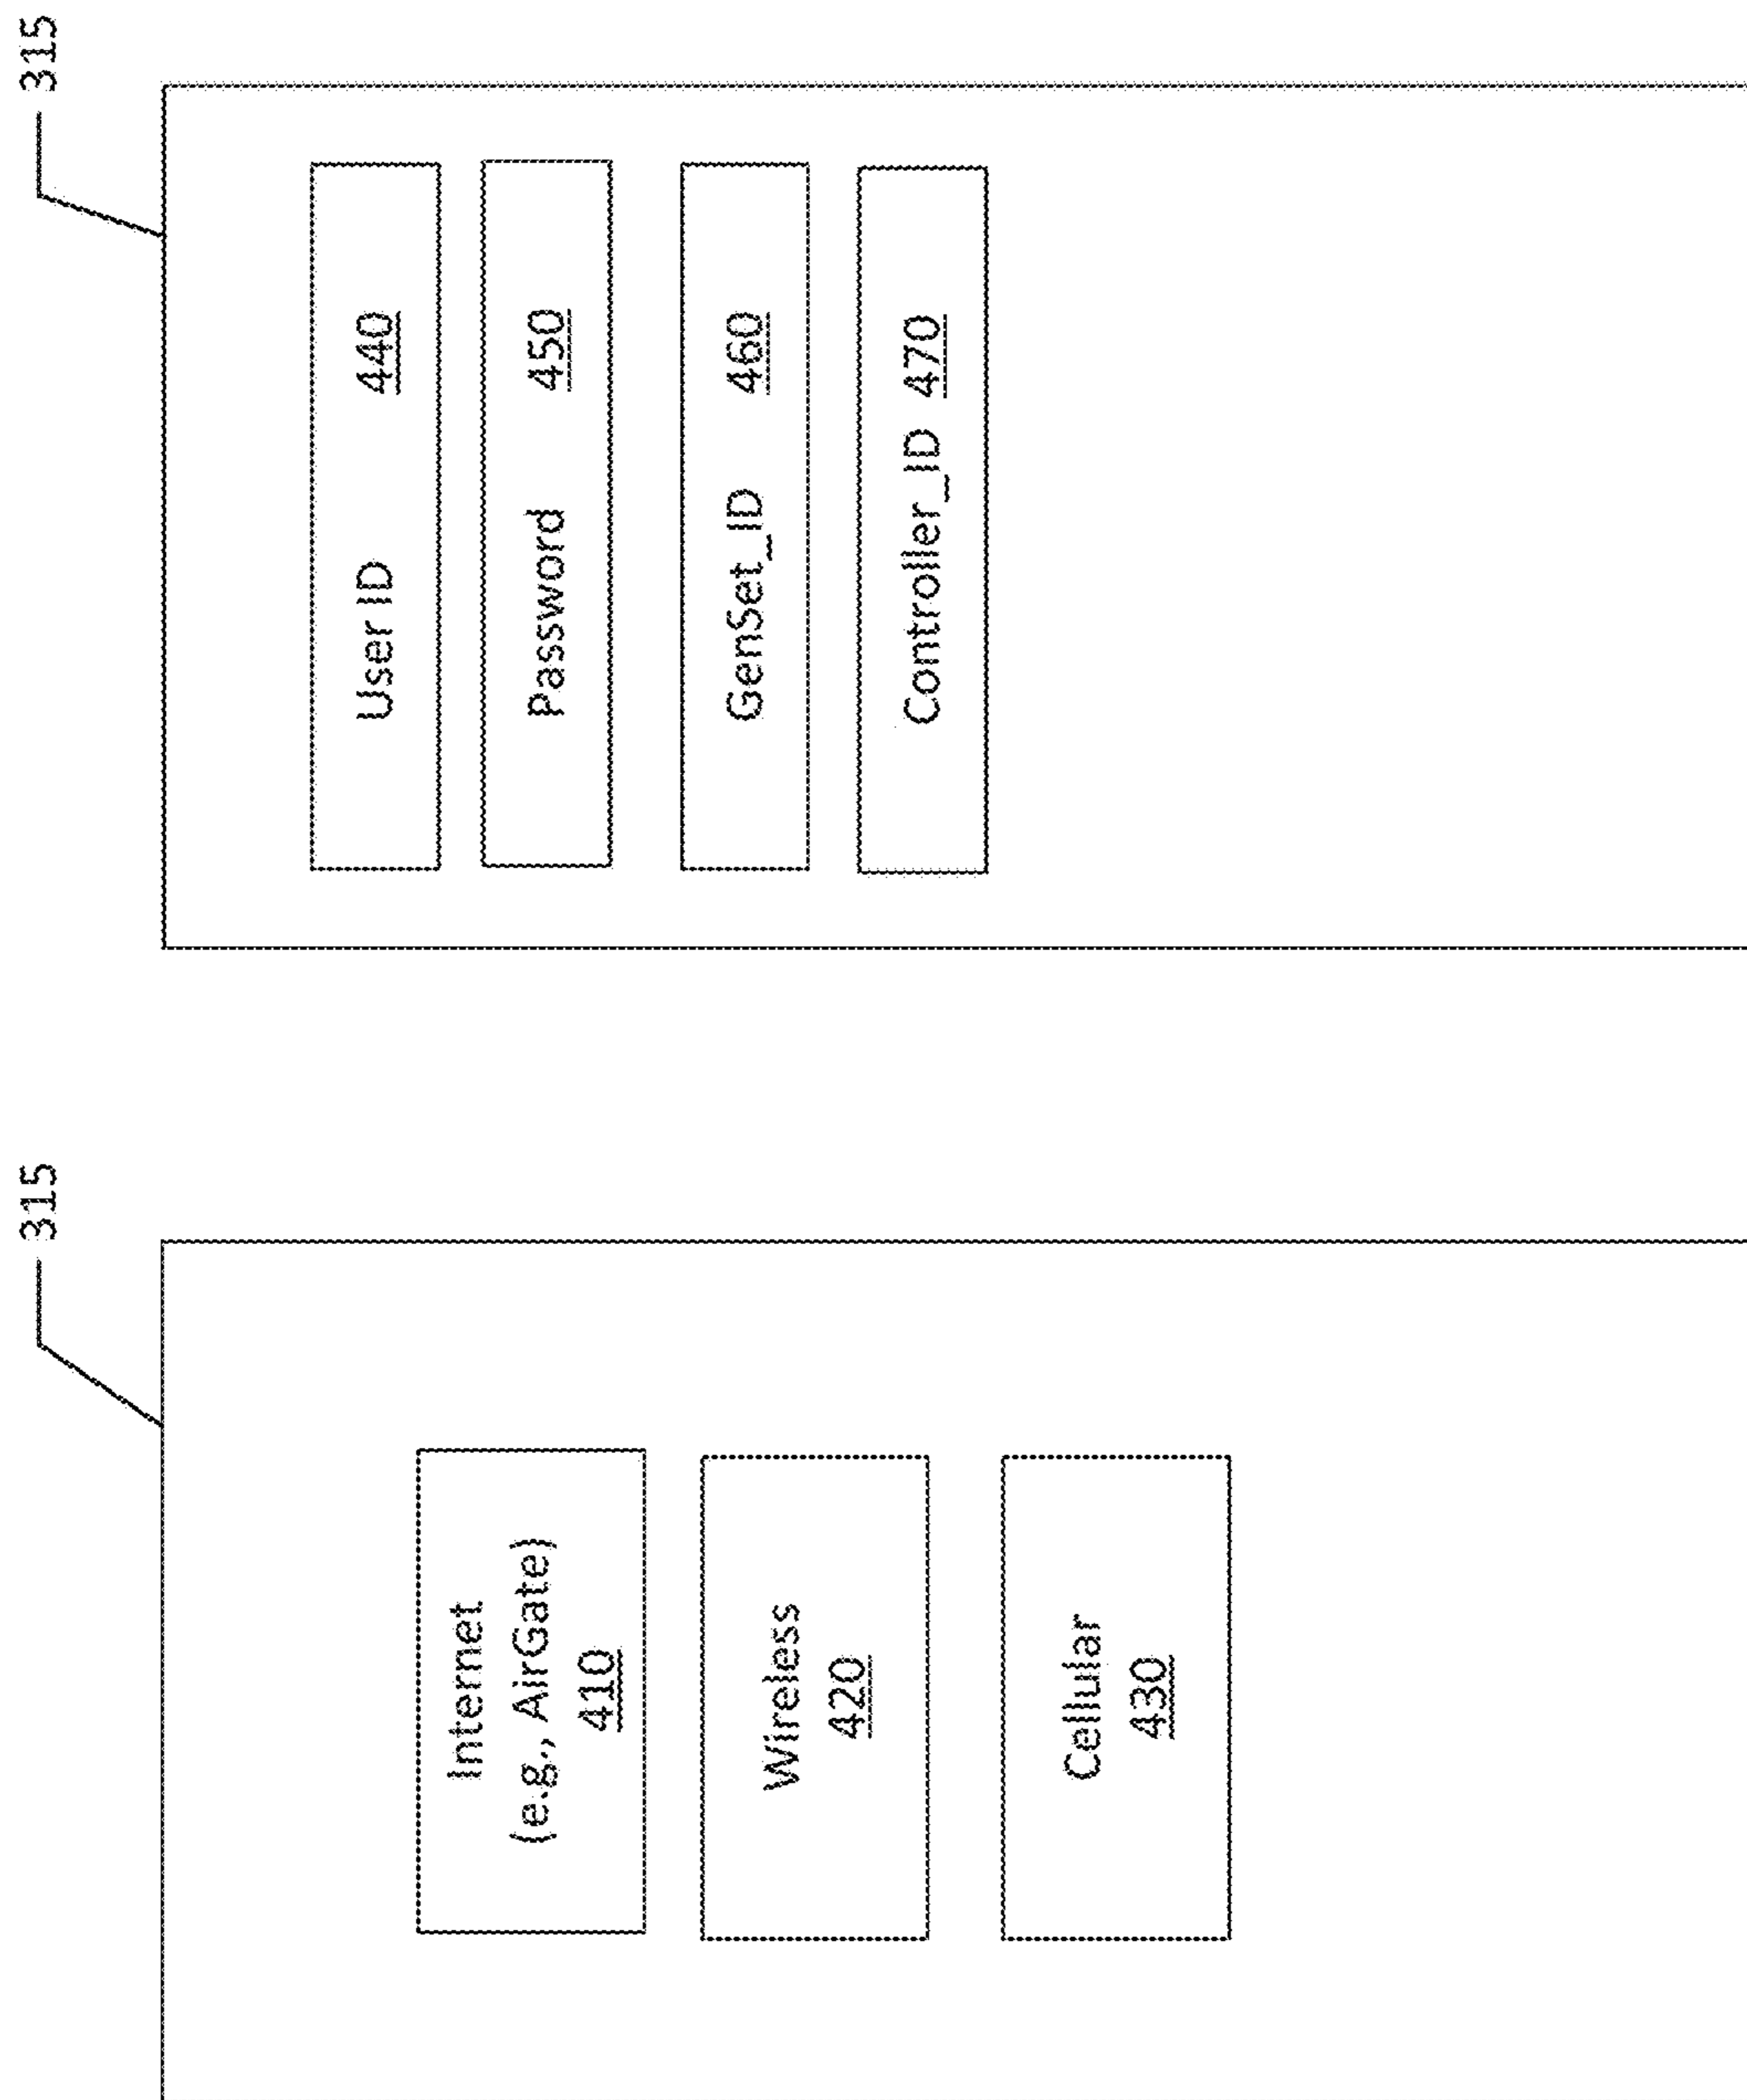 315
Internet
(e.g., AirGate)
410
Wireless
420
Cellular
430
315
User ID 440
Password 450
GenSet_ID 460
Controller_ID 470